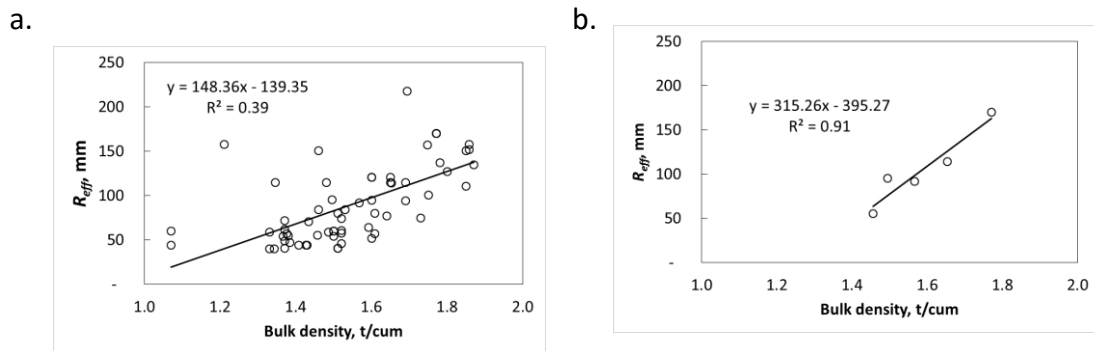 a.
250
200
150
100
50
-
1.0 1.2 1.4 1.6 1.8 2.0
R_eff, mm
Bulk density, t/cum
y = 148.36x - 139.35
R² = 0.39
b.
250
200
150
100
50
-
1.0 1.2 1.4 1.6 1.8 2.0
R_eff, mm
Bulk density, t/cum
y = 315.26x - 395.27
R² = 0.91